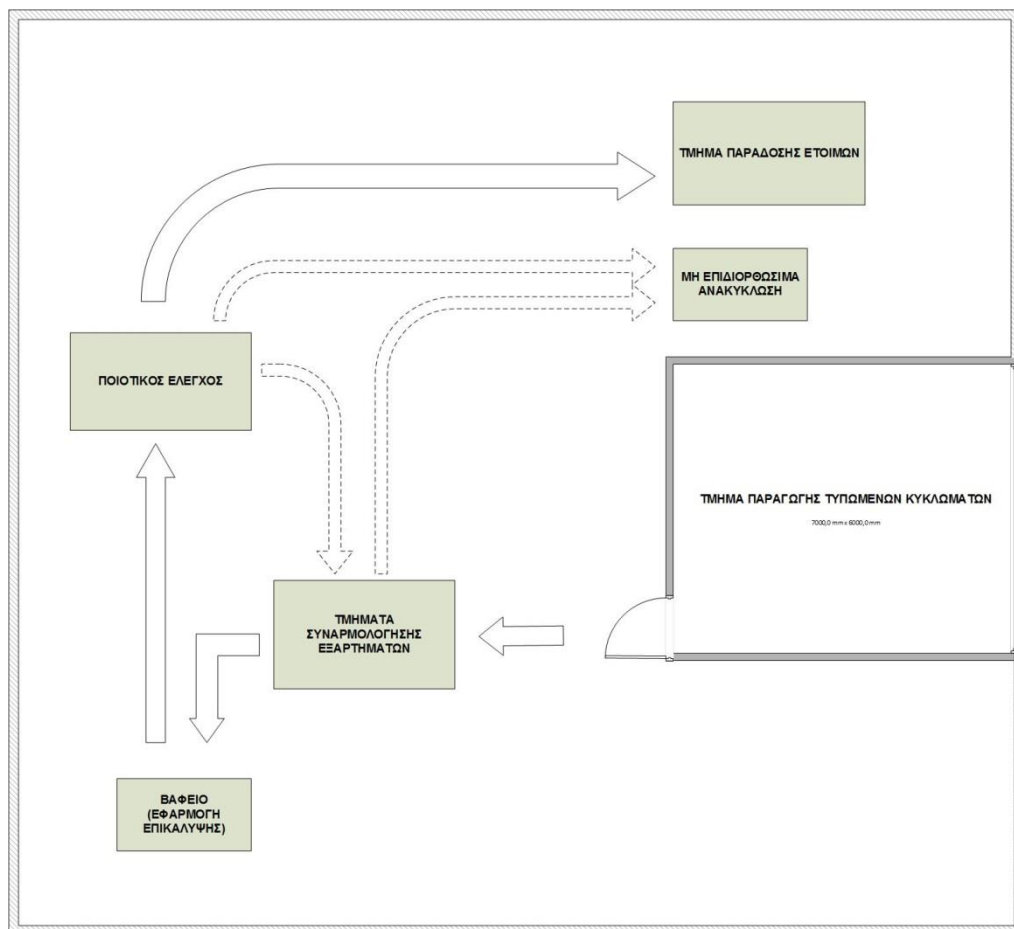 ΤΜΗΜΑ ΠΑΡΑΔΟΣΗΣ ΕΤΟΙΜΩΝ
ΜΗ ΕΠΙΔΙΟΡΘΩΣΙΜΑ
ΑΝΑΚΥΚΛΩΣΗ
ΠΟΙΟΤΙΚΟΣ ΕΛΕΓΧΟΣ
ΤΜΗΜΑ ΠΑΡΑΓΩΓΗΣ ΤΥΠΩΜΕΝΩΝ ΚΥΚΛΩΜΑΤΩΝ
7000,0 mm x 6000,0 mm
ΤΜΗΜΑΤΑ
ΣΥΝΑΡΜΟΛΟΓΗΣΗΣ
ΕΞΑΡΤΗΜΑΤΩΝ
ΒΑΦΕΙΟ
(ΕΦΑΡΜΟΓΗ
ΕΠΙΚΑΛΥΨΗΣ)